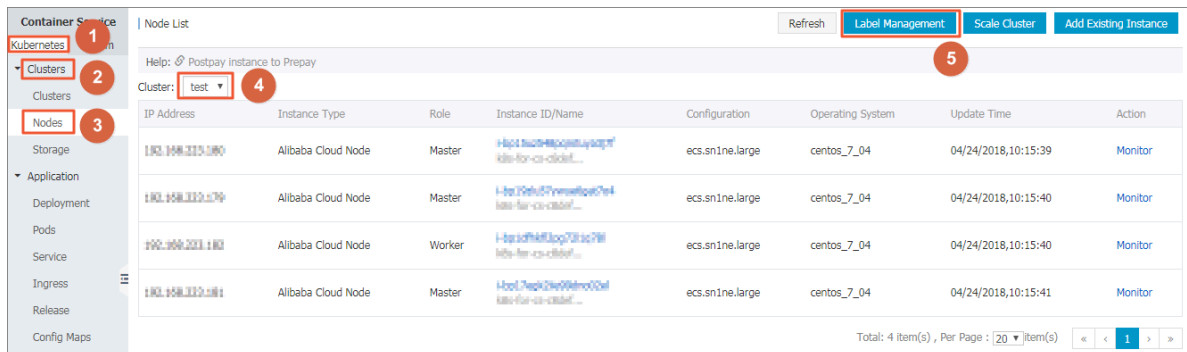 Container Service
Kubernetes
1
Clusters
2
Clusters
Nodes
3
Storage
Application
Deployment
Pods
Service
Ingress
Release
Config Maps
Node List
Refresh
Label Management
Scale Cluster
Add Existing Instance
5
Help: Postpay instance to Prepay
Cluster: test
4
IP Address Instance Type Role Instance ID/Name Configuration Operating System Update Time Action
Alibaba Cloud Node Master ecs.sn1ne.large centos_7_04 04/24/2018,10:15:39 Monitor
Alibaba Cloud Node Master ecs.sn1ne.large centos_7_04 04/24/2018,10:15:40 Monitor
Alibaba Cloud Node Worker ecs.sn1ne.large centos_7_04 04/24/2018,10:15:40 Monitor
Alibaba Cloud Node Master ecs.sn1ne.large centos_7_04 04/24/2018,10:15:41 Monitor
Total: 4 item(s) , Per Page : 20 item(s) « ‹ 1 › »